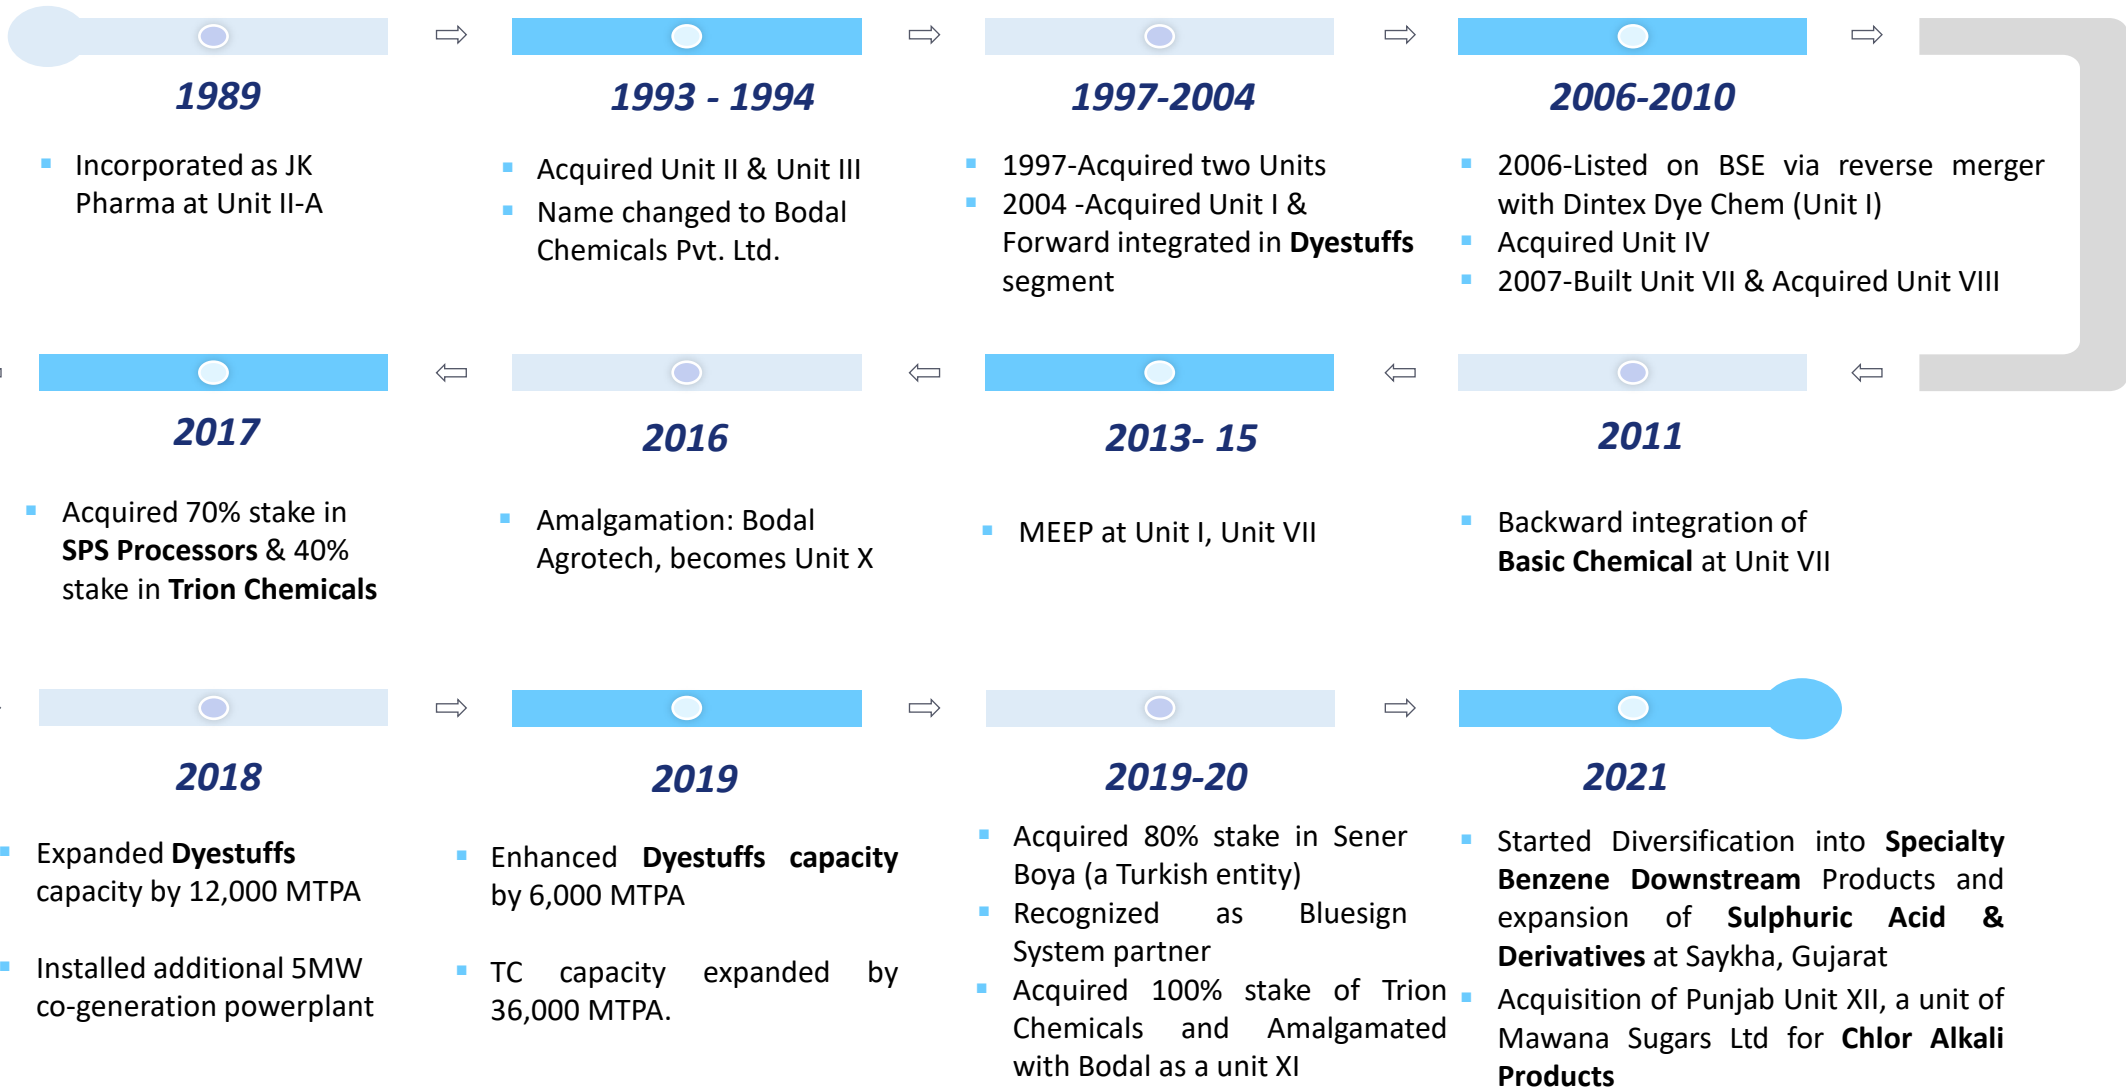 1989
Incorporated as JK
Pharma at Unit II-A
1993 - 1994
Acquired Unit II & Unit III
Name changed to Bodal
Chemicals Pvt. Ltd.
1997-2004
1997-Acquired two Units
2004 -Acquired Unit I &
Forward integrated in Dyestuffs
segment
2006-2010
2006-Listed on BSE via reverse merger
with Dintex Dye Chem (Unit I)
Acquired Unit IV
2007-Built Unit VII & Acquired Unit VIII
2011
Backward integration of
Basic Chemical at Unit VII
2013- 15
MEEP at Unit I, Unit VII
2016
Amalgamation: Bodal
Agrotech, becomes Unit X
2017
Acquired 70% stake in
SPS Processors & 40%
stake in Trion Chemicals
2018
Expanded Dyestuffs
capacity by 12,000 MTPA
Installed additional 5MW
co-generation powerplant
2019
Enhanced Dyestuffs capacity
by 6,000 MTPA
TC capacity expanded by
36,000 MTPA.
2019-20
Acquired 80% stake in Sener
Boya (a Turkish entity)
Recognized as Bluesign
System partner
Acquired 100% stake of Trion
Chemicals and Amalgamated
with Bodal as a unit XI
2021
Started Diversification into Specialty
Benzene Downstream Products and
expansion of Sulphuric Acid &
Derivatives at Saykha, Gujarat
Acquisition of Punjab Unit XII, a unit of
Mawana Sugars Ltd for Chlor Alkali
Products